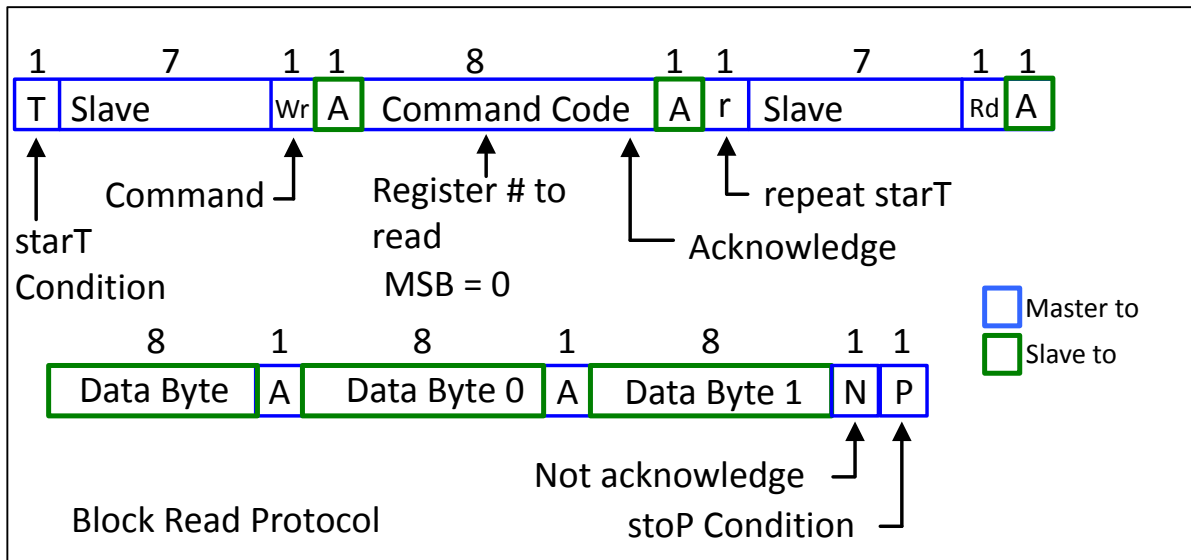 1 7 1 1 8 1 1 7 1 1
T Slave Wr A Command Code A r Slave Rd A
Command
Register # to
read
MSB = 0
repeat starT
Acknowledge
starT
Condition
Master to
Slave to
8 1 8 1 8 1 1
Data Byte A Data Byte 0 A Data Byte 1 N P
Not acknowledge
stoP Condition
Block Read Protocol